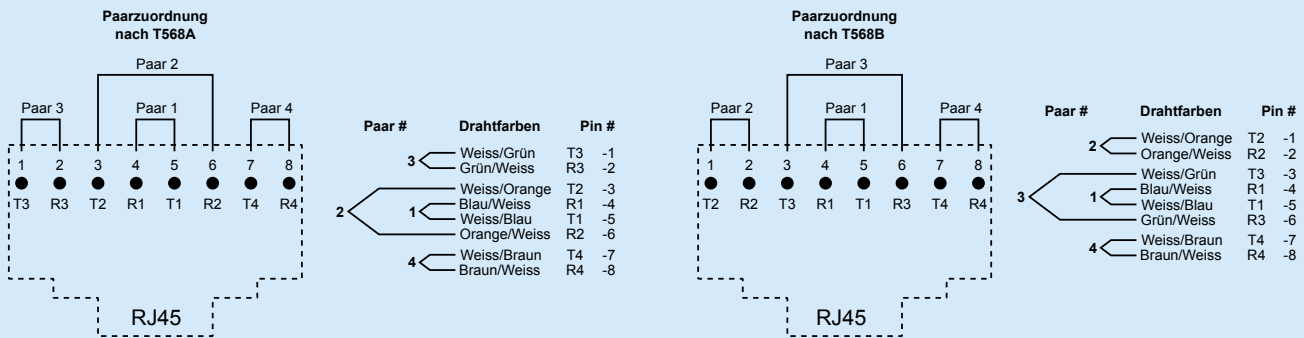 Paarzuordnung
nach T568A
Paar 2
Paar 3 Paar 1 Paar 4
1 2 3 4 5 6 7 8
T3 R3 T2 R1 T1 R2 T4 R4
RJ45
Paar # Drahtfarben Pin #
3 Weiss/Grün T3 -1
Grün/Weiss R3 -2
Weiss/Orange T2 -3
2 1 Blau/Weiss R1 -4
Weiss/Blau T1 -5
Orange/Weiss R2 -6
4 Weiss/Braun T4 -7
Braun/Weiss R4 -8
Paarzuordnung
nach T568B
Paar 3
Paar 2 Paar 1 Paar 4
1 2 3 4 5 6 7 8
T2 R2 T3 R1 T1 R3 T4 R4
RJ45
Paar # Drahtfarben Pin #
2 Weiss/Orange T2 -1
Orange/Weiss R2 -2
Weiss/Grün T3 -3
3 1 Blau/Weiss R1 -4
Weiss/Blau T1 -5
Grün/Weiss R3 -6
4 Weiss/Braun T4 -7
Braun/Weiss R4 -8